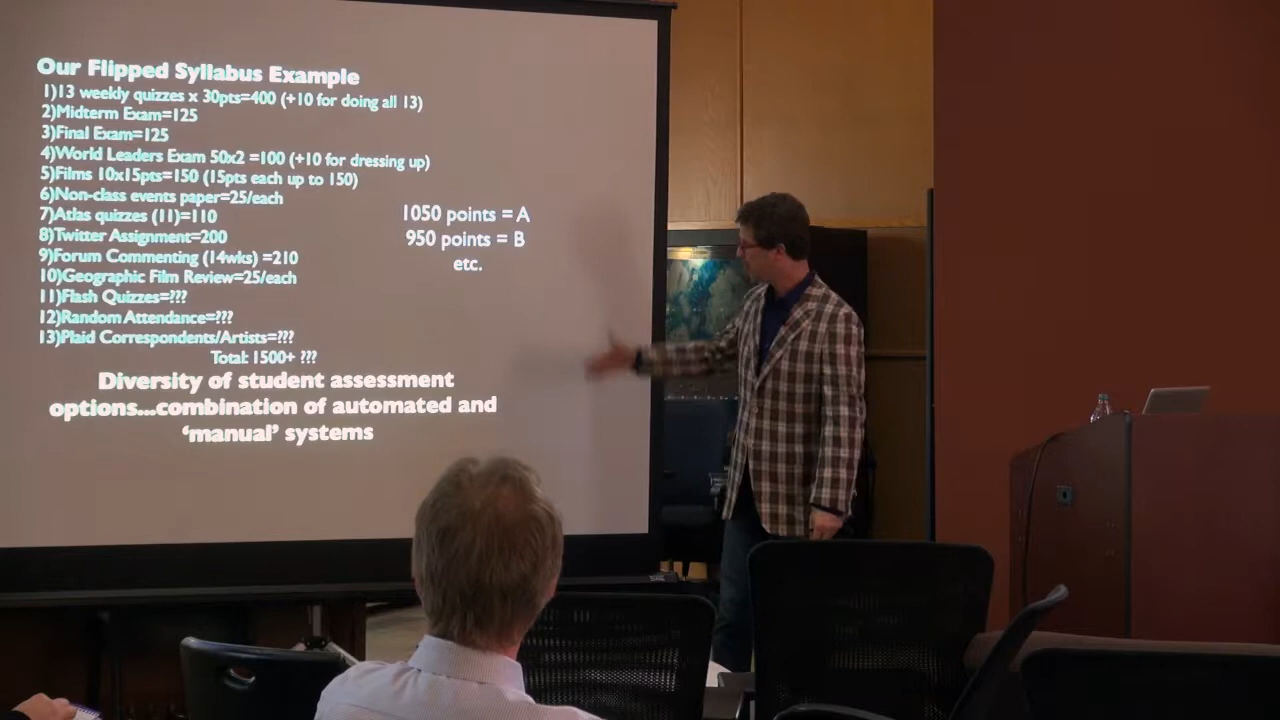 Our Flipped Syllabus Example
1)13 weekly quizzes x 30pts=400 (+10 for doing all 13)
2)Midterm Exam=125
3)Final Exam=125
4)World Leaders Exam 50x2 =100 (+10 for dressing up)
5)Films 10x15pts=150 (15pts each up to 150)
6)Non-class events paper=25/each
7)Atlas quizzes (11)=110
8)Twitter Assignment=200
9)Forum Commenting (14wks) =210
10)Geographic Film Review=25/each
11)Flash Quizzes=???
12)Random Attendance=???
13)Plaid Correspondents/Artists=???
Total: 1500+ ???
1050 points = A
950 points = B
etc.
Diversity of student assessment
options...combination of automated and
‘manual’ systems